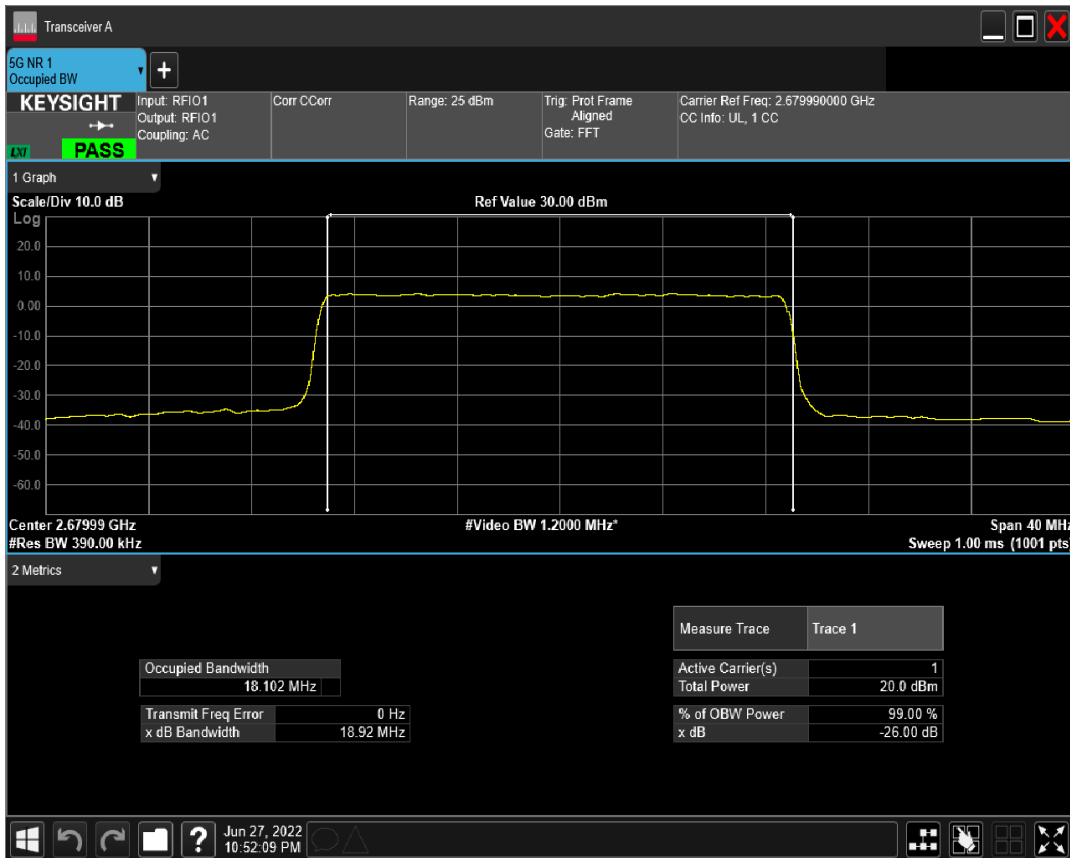 Transceiver A
5G NR 1
Occupied BW
+
KEYSIGHT
Input: RFIO1
Output: RFIO1
Coupling: AC
Corr CCorr
Range: 25 dBm
Trig: Prot Frame
Aligned
Gate: FFT
Carrier Ref Freq: 2.679990000 GHz
CC Info: UL, 1 CC
LXI
PASS
1 Graph
Scale/Div 10.0 dB
Ref Value 30.00 dBm
Log
20.0
10.0
0.00
-10.0
-20.0
-30.0
-40.0
-50.0
-60.0
Center 2.67999 GHz
#Video BW 1.2000 MHz*
Span 40 MHz
#Res BW 390.00 kHz
Sweep 1.00 ms (1001 pts)
2 Metrics
Measure Trace Trace 1
Occupied Bandwidth
18.102 MHz
Transmit Freq Error 0 Hz
x dB Bandwidth 18.92 MHz
Active Carrier(s) 1
Total Power 20.0 dBm
% of OBW Power 99.00 %
x dB -26.00 dB
?
Jun 27, 2022
10:52:09 PM